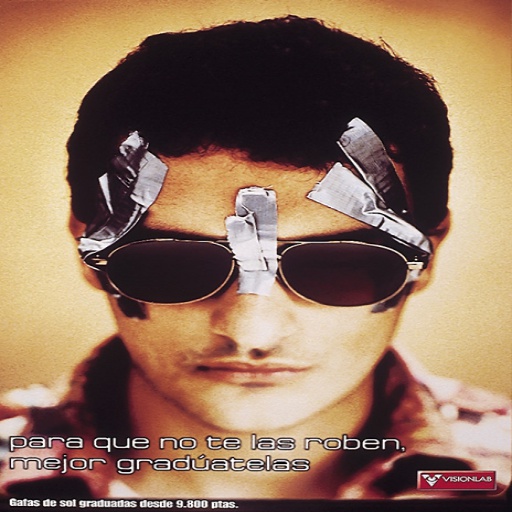 para que no te las roben,
mejor gradúatelas
VISIONLAB
Gafas de sol graduadas desde 9.800 ptas.